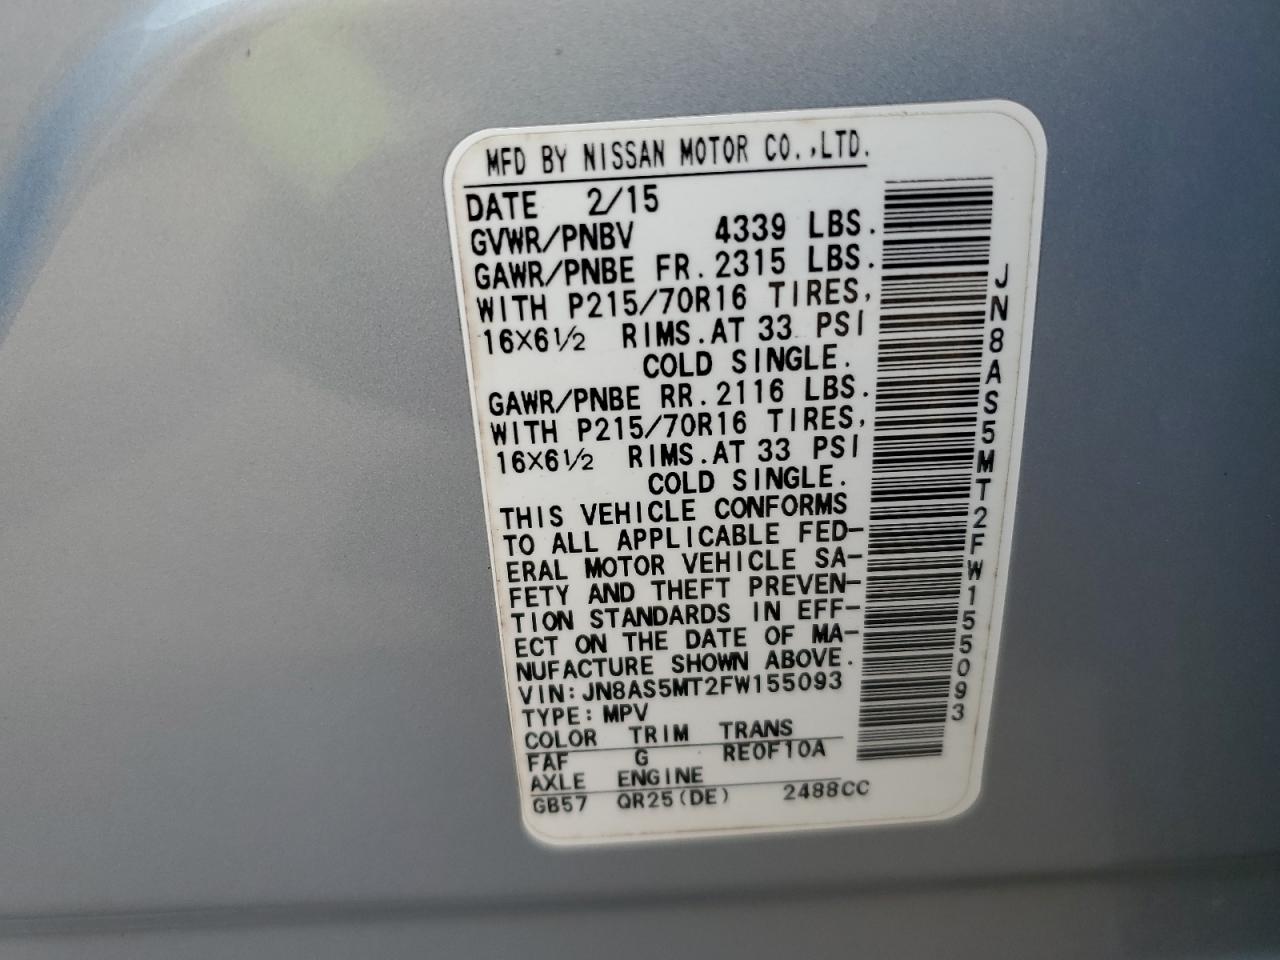 MFD BY NISSAN MOTOR CO.,LTD.
DATE 2/15
GVWR/PNBV 4339 LBS.
GAWR/PNBE FR. 2315 LBS.
WITH P215/70R16 TIRES,
16X6½ RIMS. AT 33 PSI
COLD SINGLE.
GAWR/PNBE RR. 2116 LBS.
WITH P215/70R16 TIRES,
16X6½ RIMS. AT 33 PSI
COLD SINGLE.
THIS VEHICLE CONFORMS
TO ALL APPLICABLE FED-
ERAL MOTOR VEHICLE SA-
FETY AND THEFT PREVEN-
TION STANDARDS IN EFF-
ECT ON THE DATE OF MA-
NUFACTURE SHOWN ABOVE.
VIN: JN8AS5MT2FW155093
TYPE: MPV
COLOR TRIM TRANS
FAF G RE0F10A
AXLE ENGINE
GB57 QR25(DE) 2488CC
JN8AS5MT2FW155093